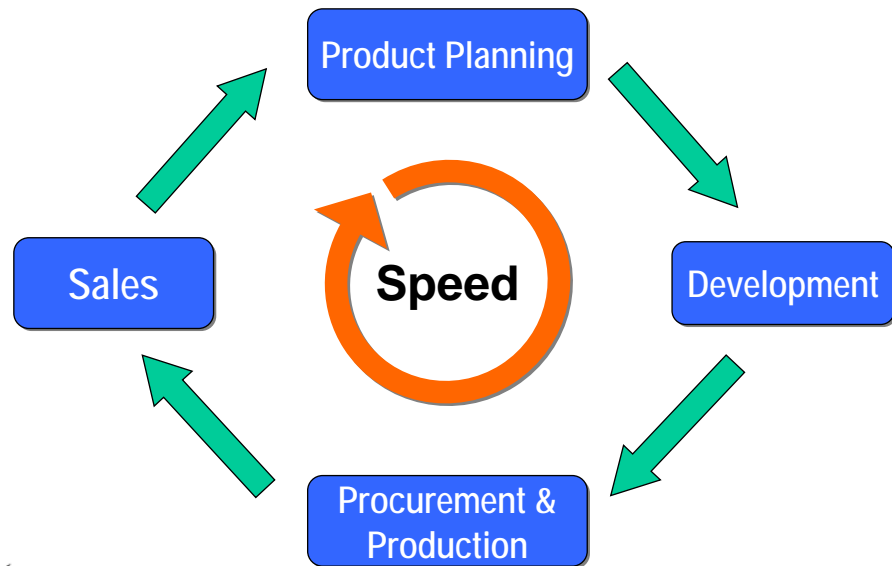 Product Planning
Sales
Speed
Development
Procurement &
Production